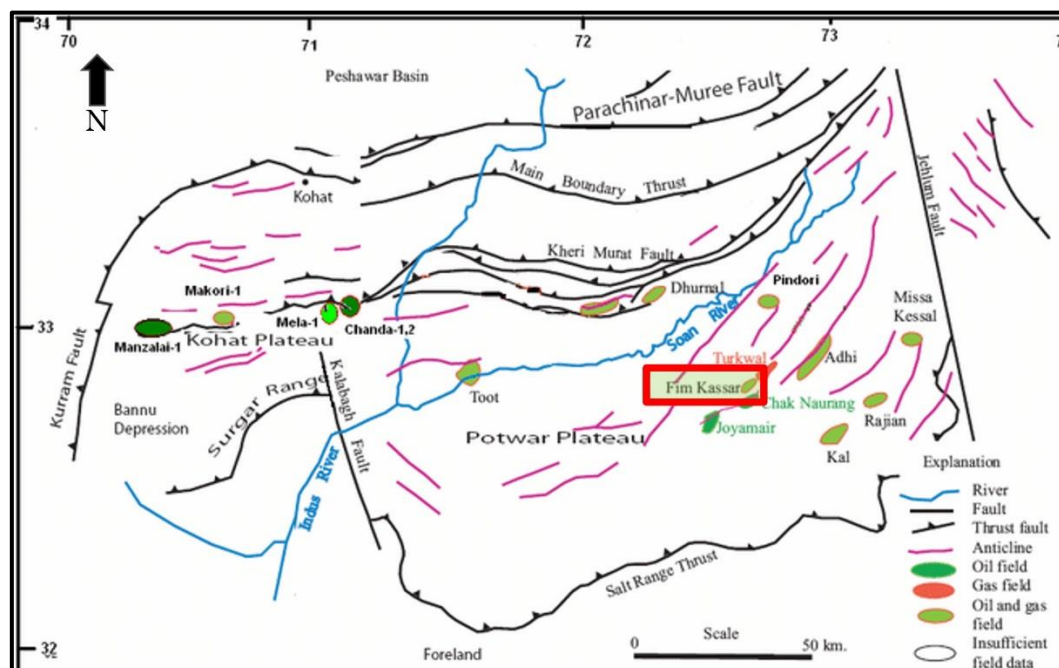 34
70
71
72
73
7
N
Peshawar Basin
Parachinar-Muree Fault
Main Boundary Thrust
Jehlum Fault
Kohat
Kheri Murat Fault
Makori-1
Dhurnal
Pindori
Missa
Kessal
33
Mela-1
Chanda-1,2
Manzalai-1
Kohat Plateau
Soan River
Kurram Fault
Turkwal
Adhi
Fim Kassar
Toot
Chak Naurang
Bannu
Depression
Surgar Range
Kalabagh Fault
Potwar Plateau
Joyamair
Rajian
Kal
Indus River
Explanation
River
Fault
Thrust fault
Anticline
Oil field
Gas field
Oil and gas
field
Insufficient
field data
Salt Range Thrust
Scale
0
50 km.
32
Foreland